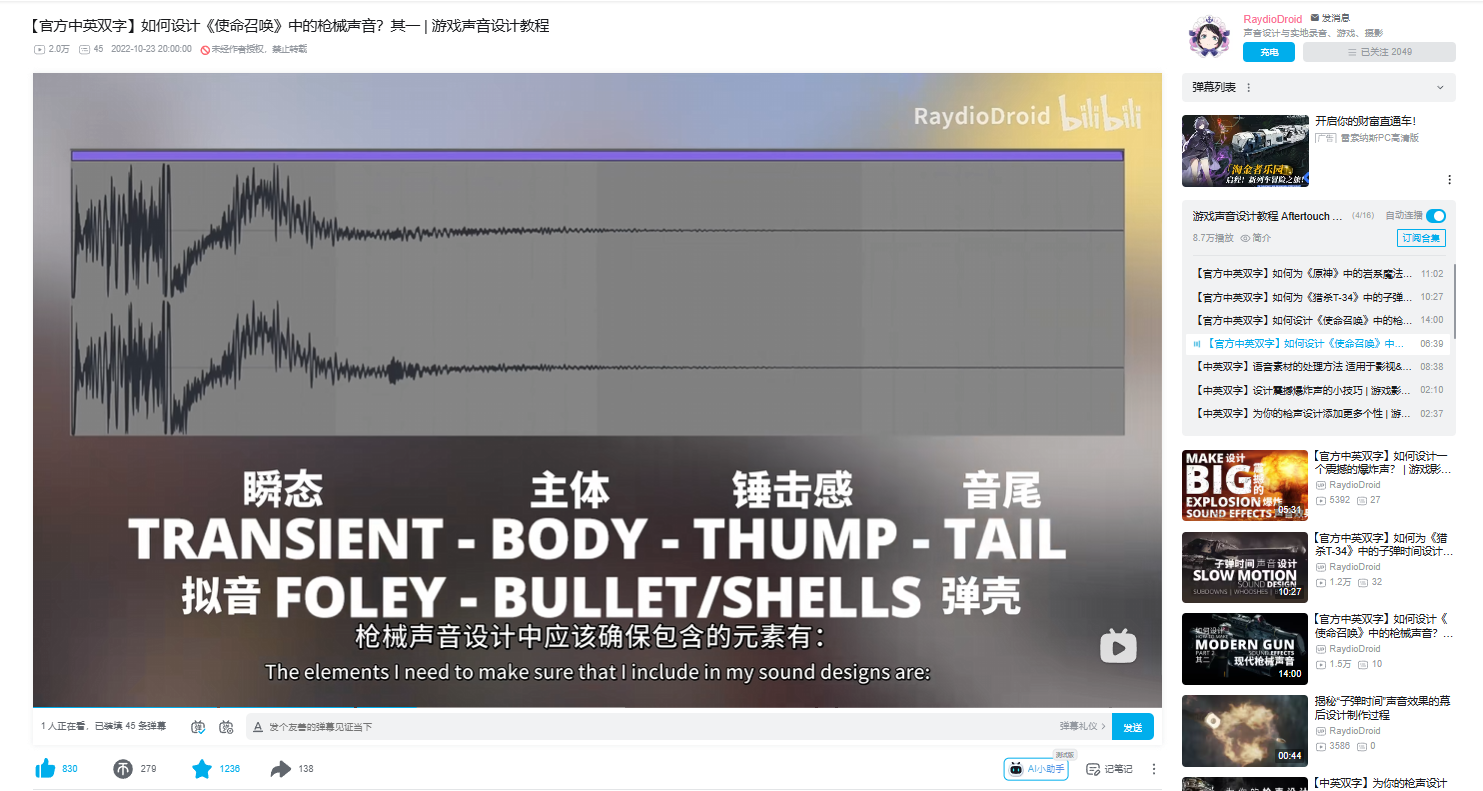 【官方中英双字】如何设计《使命召唤》中的枪械声音？其一 | 游戏声音设计教程
2.0万 45 2022-10-23 20:00:00 未经作者授权，禁止转载
RaydioDroid bilibili
瞬态 主体 锤击感 音尾
TRANSIENT - BODY - THUMP - TAIL
拟音 FOLEY - BULLET/SHELLS 弹壳
枪械声音设计中应该确保包含的元素有：
The elements I need to make sure that I include in my sound designs are:
1 人正在看，已装填 45 条弹幕
发个友善的弹幕见证当下
弹幕礼仪 >
发送
830 279 1236 138
测试版
AI小助手
记笔记
RaydioDroid 发消息
声音设计与实地录音、游戏、摄影
充电
已关注 2049
弹幕列表
淘金者乐园
启程！新列车冒险之旅！
开启你的财富直通车！
广告 雷索纳斯PC高清版
游戏声音设计教程 Aftertouch ... (4/16) 自动连播
8.7万播放 简介 订阅合集
【官方中英双字】如何为《原神》中的岩系魔法... 11:02
【官方中英双字】如何为《猎杀T-34》中的子弹... 10:27
【官方中英双字】如何设计《使命召唤》中的枪... 14:00
【官方中英双字】如何设计《使命召唤》中... 06:39
【中英双字】语音素材的处理方法 适用于影视&... 08:38
【中英双字】设计震撼爆炸声的小技巧 | 游戏影... 02:10
【中英双字】为你的枪声设计添加更多个性 | 游... 02:37
MAKE 设计
BIG 震撼的
EXPLOSION 爆炸
SOUND EFFECTS 声音效果
05:31
【官方中英双字】如何设计一个震撼的爆炸声？ | 游戏影...
UP RaydioDroid
5392 27
子弹时间 声音 设计
SLOW MOTION
SOUND DESIGN
SUBDOWNS | WHOOSHES |
10:27
【官方中英双字】如何为《猎杀T-34》中的子弹时间设计...
UP RaydioDroid
1.2万 32
如何设计
HOW TO MAKE
MODERN GUN
PART 2 SOUND EFFECTS
其二 现代枪械声音
14:00
【官方中英双字】如何设计《使命召唤》中的枪械声音？...
UP RaydioDroid
1.5万 10
00:44
揭秘“子弹时间”声音效果的幕后设计制作过程
UP RaydioDroid
3586 0
为你的枪声设计
【中英双字】为你的枪声设计